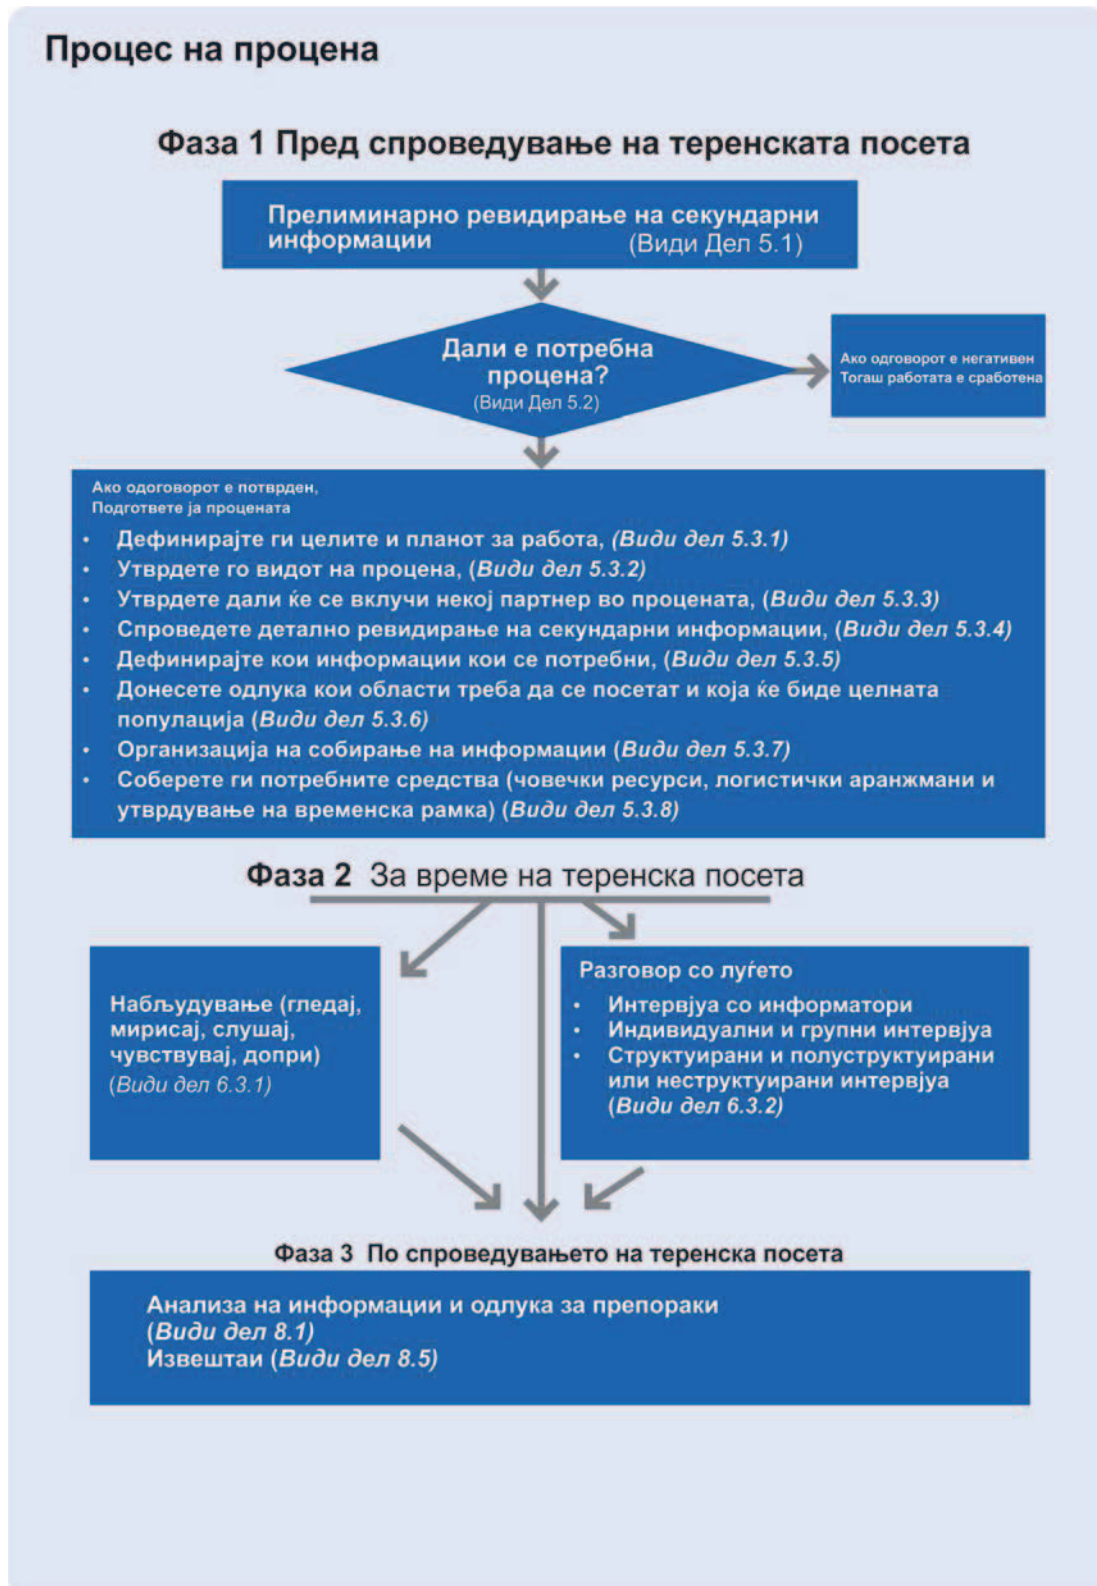 Процес на процена
Фаза 1 Пред спроведување на теренската посета
Прелиминарно ревидирање на секундарни
информации (Види Дел 5.1)
Дали е потребна
процена?
(Види Дел 5.2)
Ако одговорот е негативен
Тогаш работата е сработена
Ако одоговорот е потврден,
Подгответе ја процената
• Дефинирајте ги целите и планот за работа, (Види дел 5.3.1)
• Утврдете го видот на процена, (Види дел 5.3.2)
• Утврдете дали ќе се вклучи некој партнер во процената, (Види дел 5.3.3)
• Спроведете детално ревидирање на секундарни информации, (Види дел 5.3.4)
• Дефинирајте кои информации кои се потребни, (Види дел 5.3.5)
• Донесете одлука кои области треба да се посетат и која ќе биде целната
популација (Види дел 5.3.6)
• Организација на собирање на информации (Види дел 5.3.7)
• Соберете ги потребните средства (човечки ресурси, логистички аранжмани и
утврдување на временска рамка) (Види дел 5.3.8)
Фаза 2 За време на теренска посета
Набљудување (гледај,
мирисај, слушај,
чувствувај, допри)
(Види дел 6.3.1)
Разговор со луѓето
• Интервјуа со информатори
• Индивидуални и групни интервјуа
• Структуирани и полуструктуирани
или неструктуирани интервјуа
(Види дел 6.3.2)
Фаза 3 По спроведувањето на теренска посета
Анализа на информации и одлука за препораки
(Види дел 8.1)
Извештаи (Види дел 8.5)